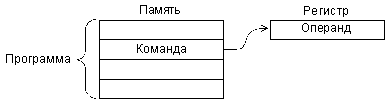 Память
Регистр
Операнд
Команда
Программа